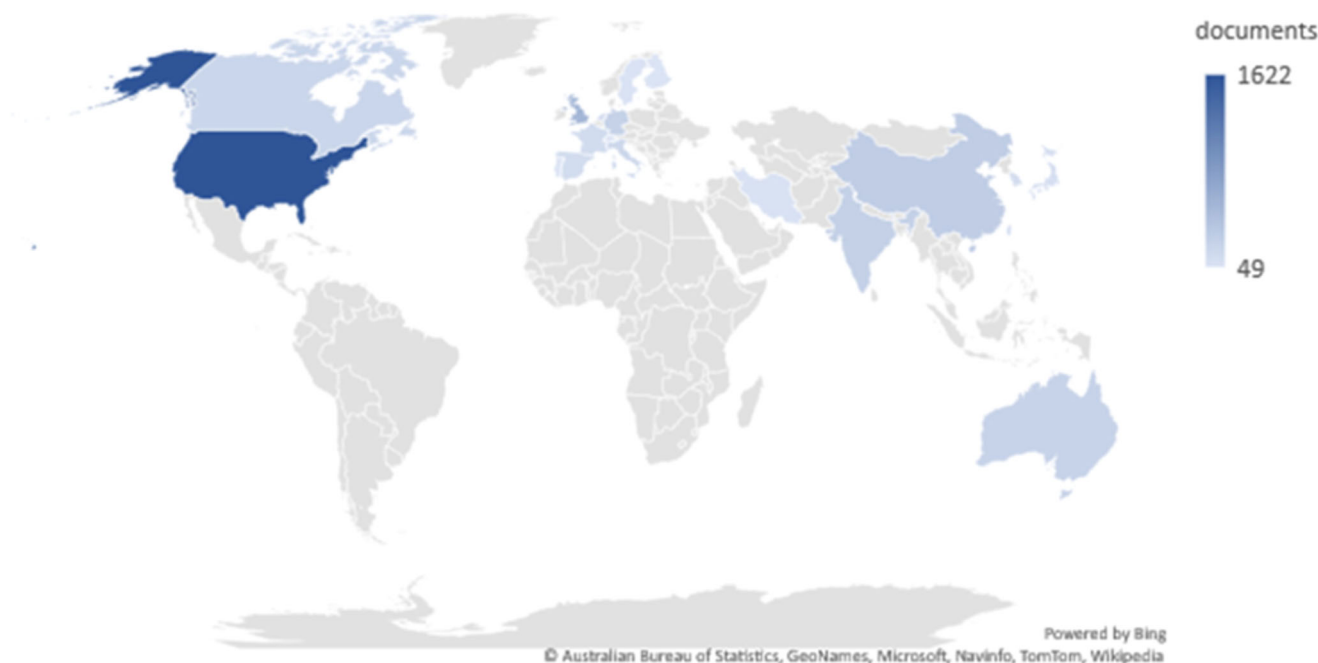 documents
1622
49
Powered by Bing
© Australian Bureau of Statistics, GeoNames, Microsoft, Navinfo, TomTom, Wikipedia